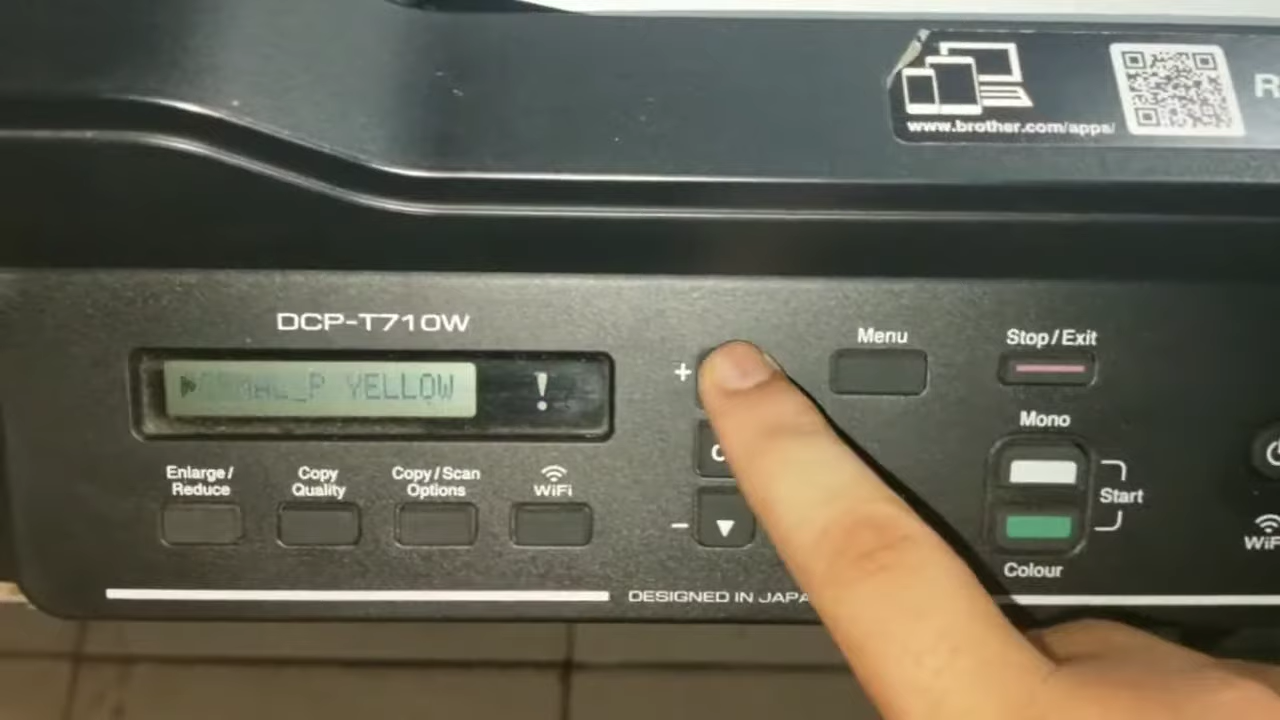 www.brother.com/apps/
R
DCP-T710W
YELLOW
!
+
Menu
Stop/Exit
Mono
Enlarge/
Reduce
Copy
Quality
Copy/Scan
Options
WiFi
−
Start
Colour
DESIGNED IN JAPA
WiF